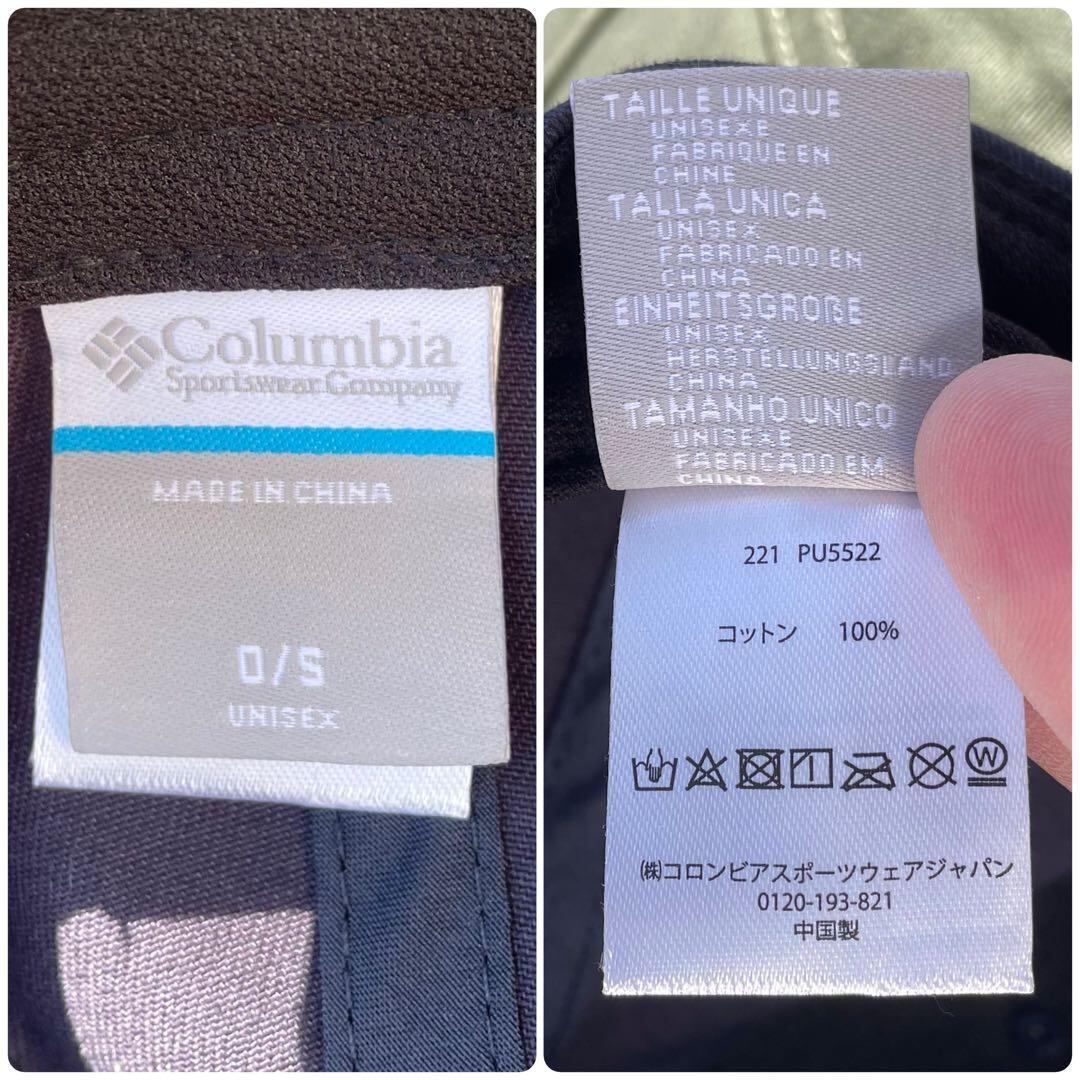 Columbia
Sportswear Company
MADE IN CHINA
O/S
UNISEX
TAILLE UNIQUE
UNISEXE
FABRIQUE EN
CHINE
TALLA UNICA
UNISEX
FABRICADO EN
CHINA
EINHEITSGROßE
UNISEX
HERSTELLUNGSLAND
CHINA
TAMANHO UNICO
UNISEXE
FABRICADO EM
CHINA
221 PU5522
コットン 100%
W
㈱コロンビアスポーツウェアジャパン
0120-193-821
中国製